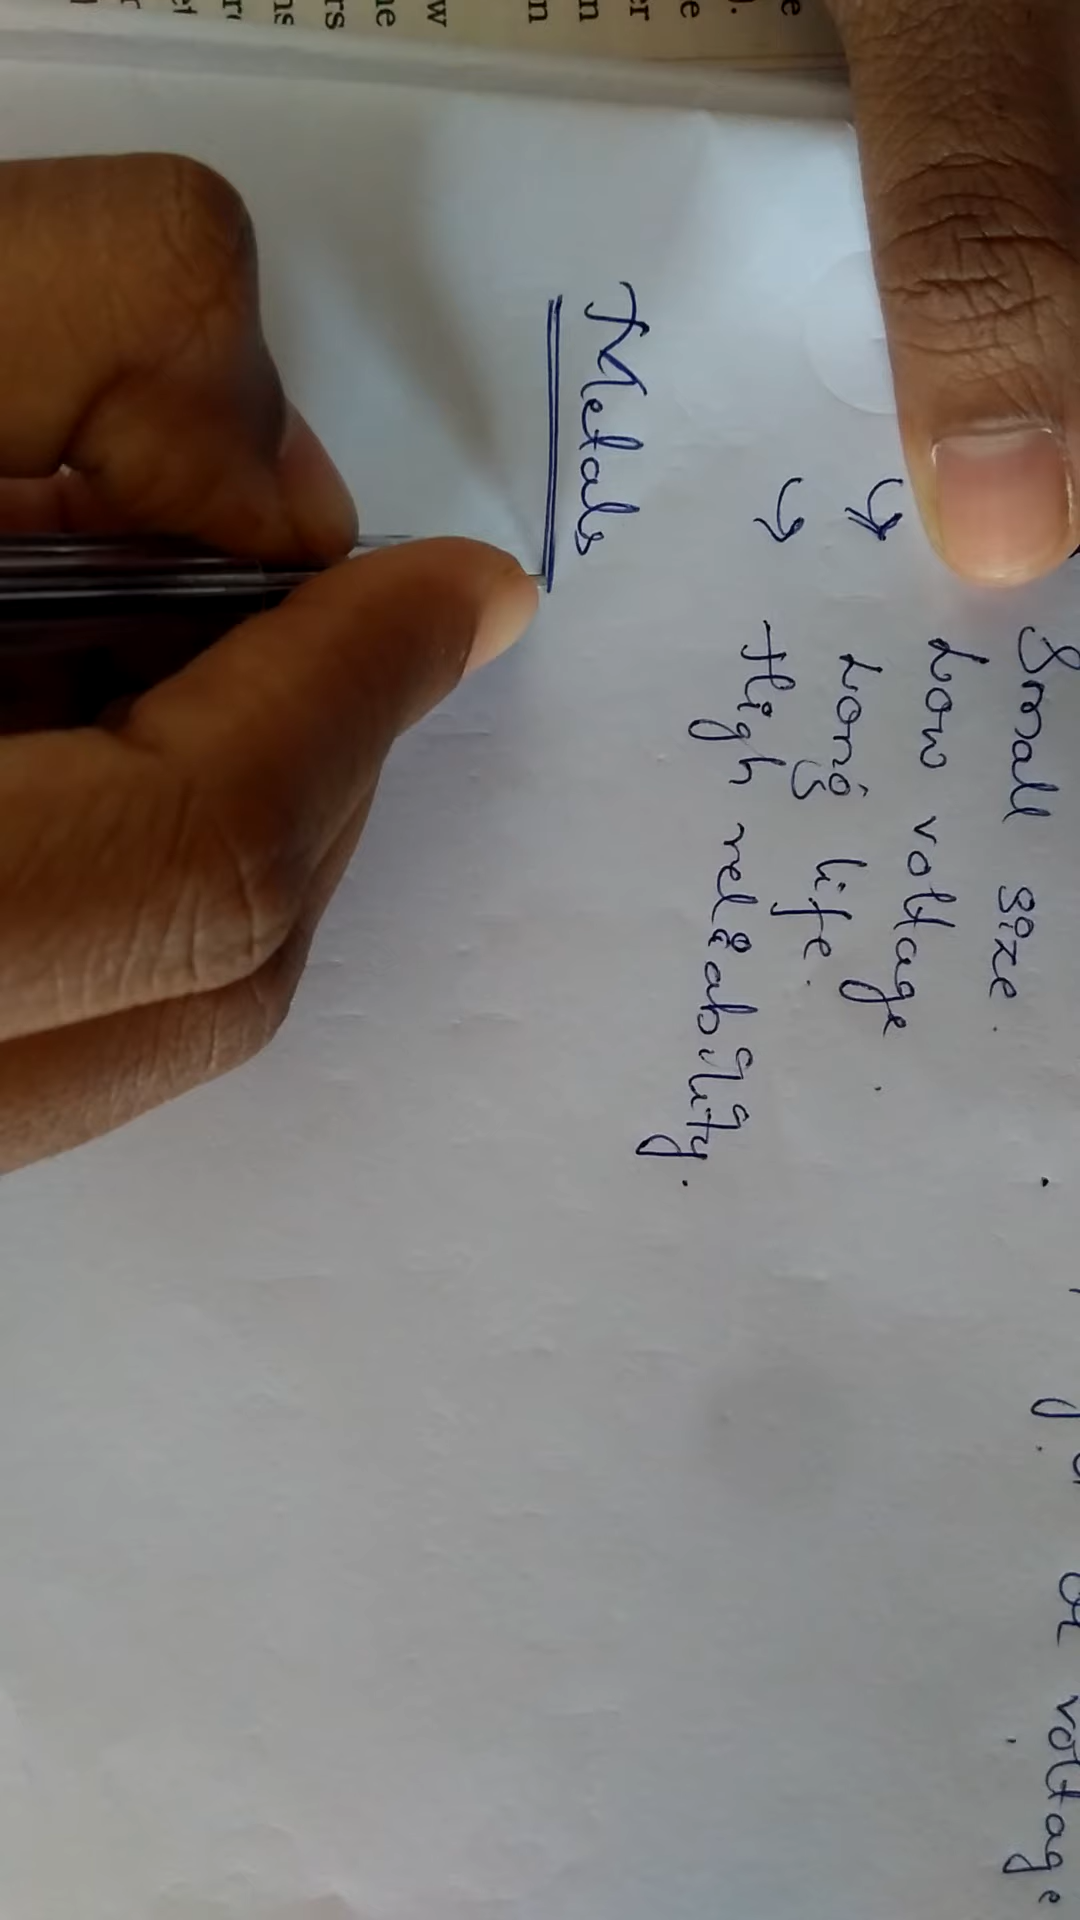 voltage
Small size.
↳ Low voltage
↳ Long life.
High reliability.
Metals